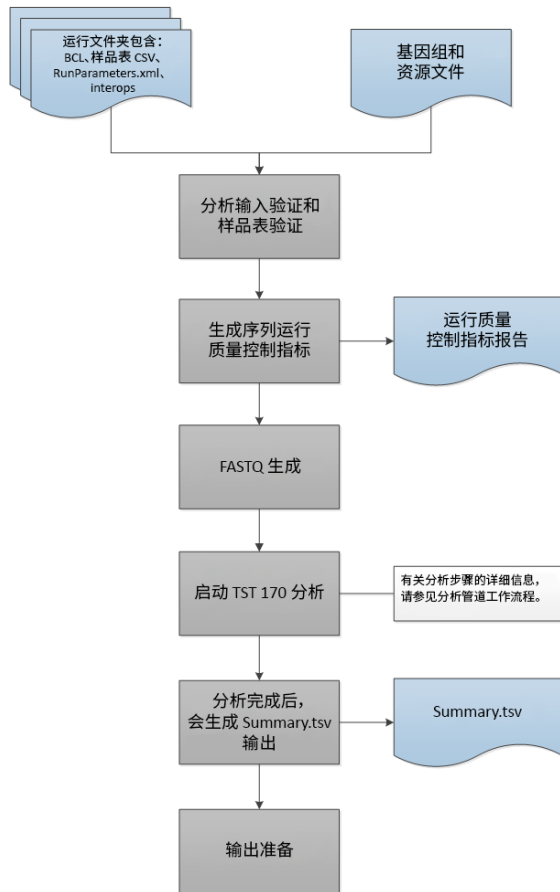 运行文件夹包含：
BCL、样品表 CSV、
RunParameters.xml、
interops
基因组和
资源文件
分析输入验证和
样品表验证
生成序列运行
质量控制指标
运行质量
控制指标报告
FASTQ 生成
启动 TST 170 分析
有关分析步骤的详细信息，
请参见分析管道工作流程。
分析完成后，
会生成 Summary.tsv
输出
Summary.tsv
输出准备